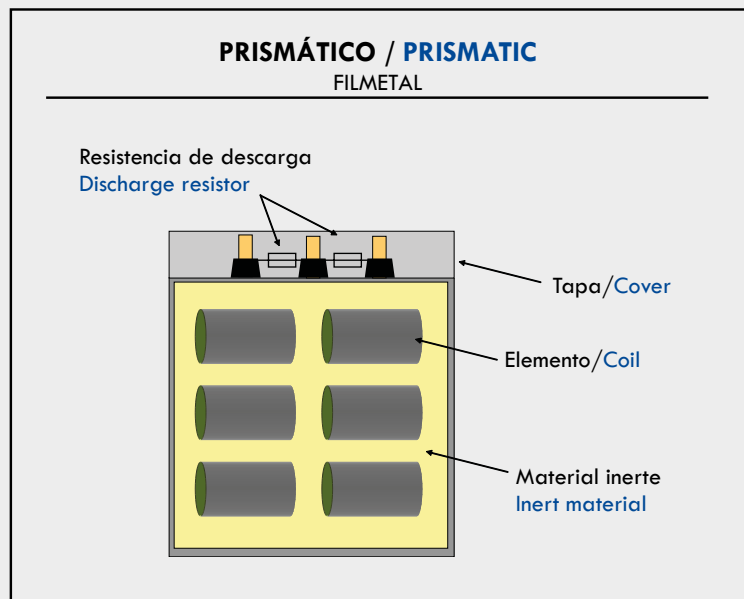 PRISMÁTICO / PRISMATIC
FILMETAL
Resistencia de descarga
Discharge resistor
Tapa/Cover
Elemento/Coil
Material inerte
Inert material